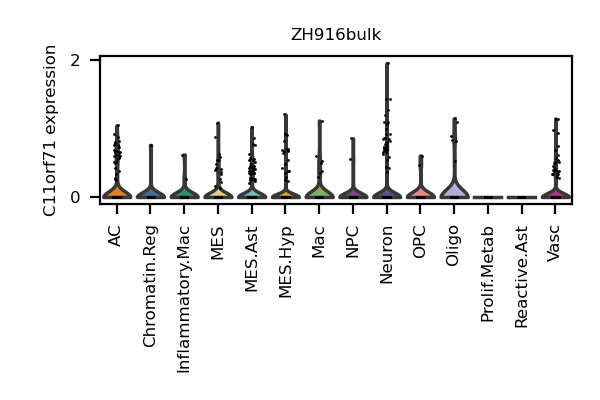 ZH916bulk
C11orf71 expression
2
0
AC
Chromatin.Reg
Inflammatory.Mac
MES
MES.Ast
MES.Hyp
Mac
NPC
Neuron
OPC
Oligo
Prolif.Metab
Reactive.Ast
Vasc